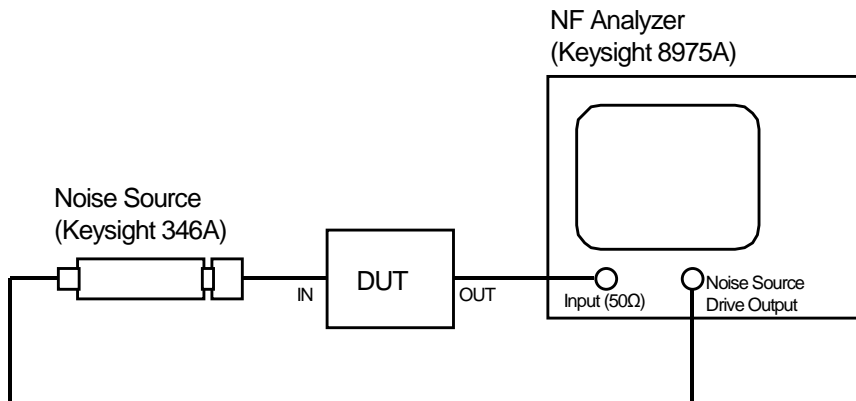 NF Analyzer
(Keysight 8975A)
Noise Source
(Keysight 346A)
IN
DUT
OUT
Input (50Ω)
Noise Source
Drive Output